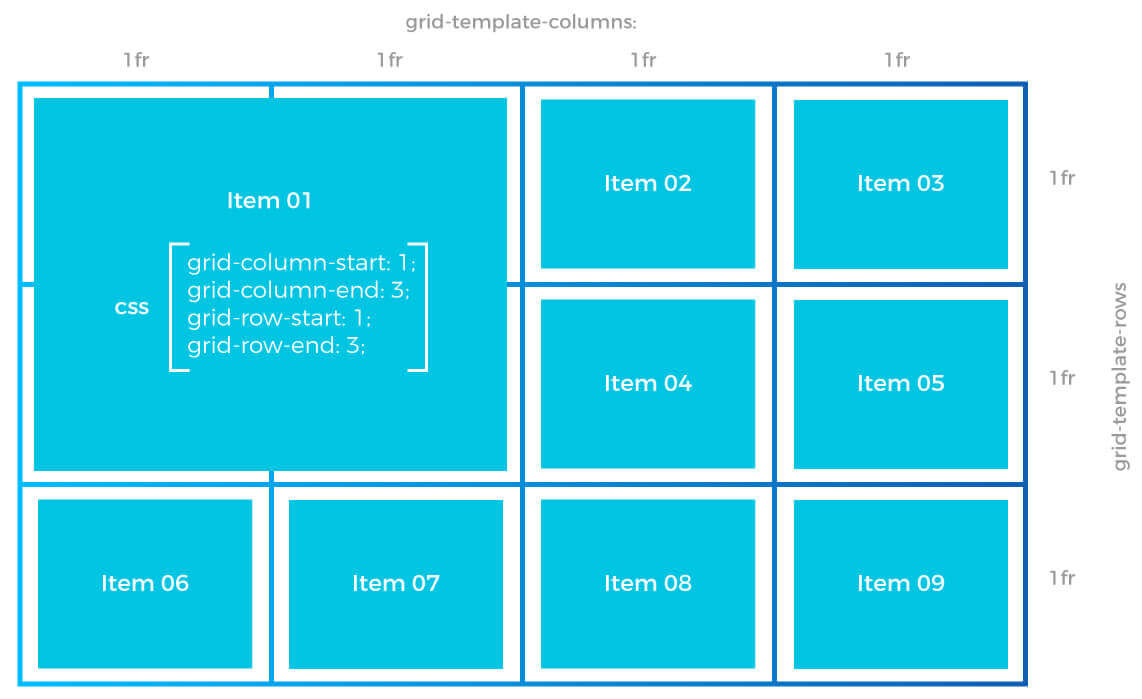 grid-template-columns:
1fr 1fr 1fr 1fr
Item 01
css
grid-column-start: 1;
grid-column-end: 3;
grid-row-start: 1;
grid-row-end: 3;
Item 02
Item 03
1fr
Item 04
Item 05
1fr
Item 06
Item 07
Item 08
Item 09
1fr
grid-template-rows